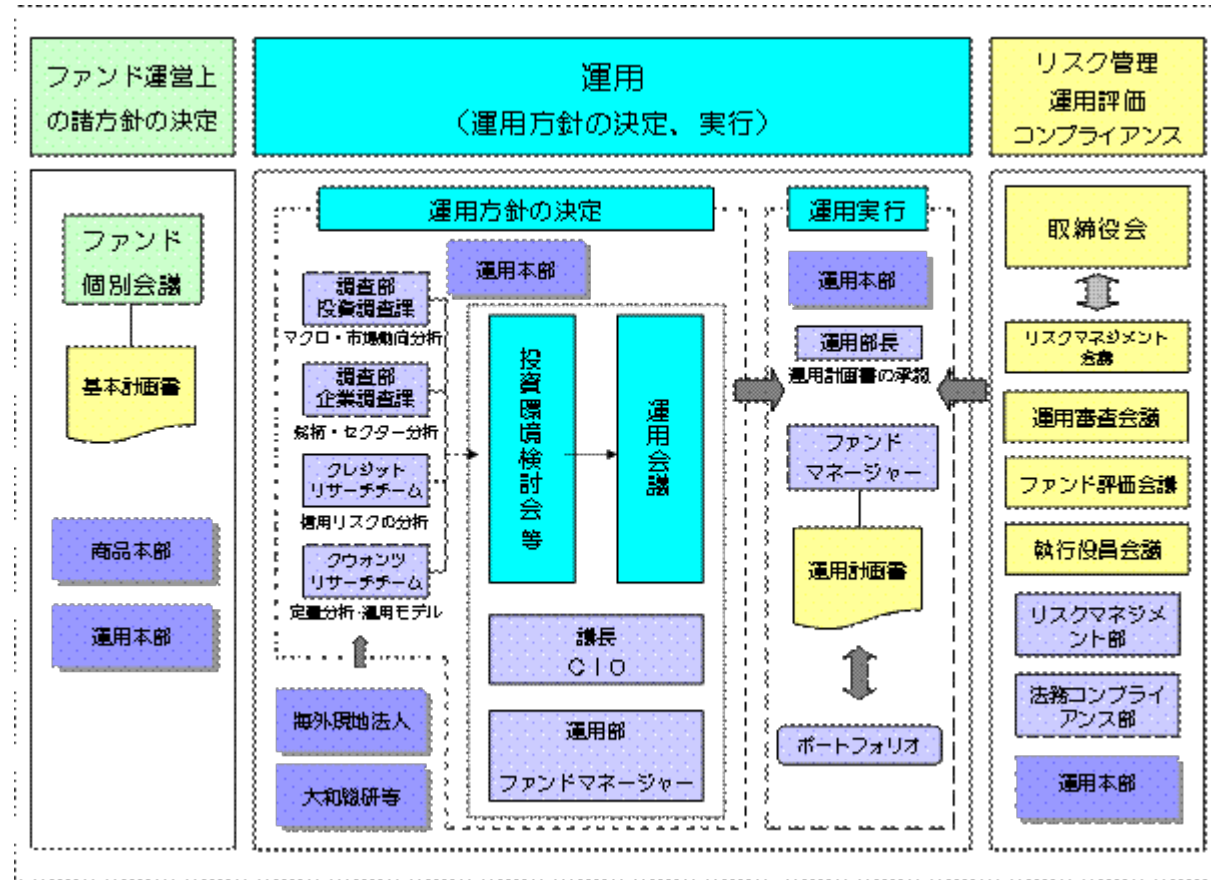 ファンド運営上
の諸方針の決定
運用
（運用方針の決定、実行）
リスク管理
運用評価
コンプライアンス
ファンド
個別会議
基本計画書
商品本部
運用本部
運用方針の決定
運用本部
調査部
投資調査課
マクロ・市場動向分析
調査部
企業調査課
銘柄・セクター分析
クレジット
リサーチチーム
信用リスクの分析
クウォンツ
リサーチチーム
定量分析・運用モデル
海外現地法人
大和総研等
投資環境検討会 等
運用会議
議長
ＣＩＯ
運用部
ファンドマネージャー
運用実行
運用本部
運用部長
運用計画書の承認
ファンド
マネージャー
運用計画書
ポートフォリオ
取締役会
リスクマネジメント
会議
運用審査会議
ファンド評価会議
執行役員会議
リスクマネジメ
ント部
法務コンプライ
アンス部
運用本部